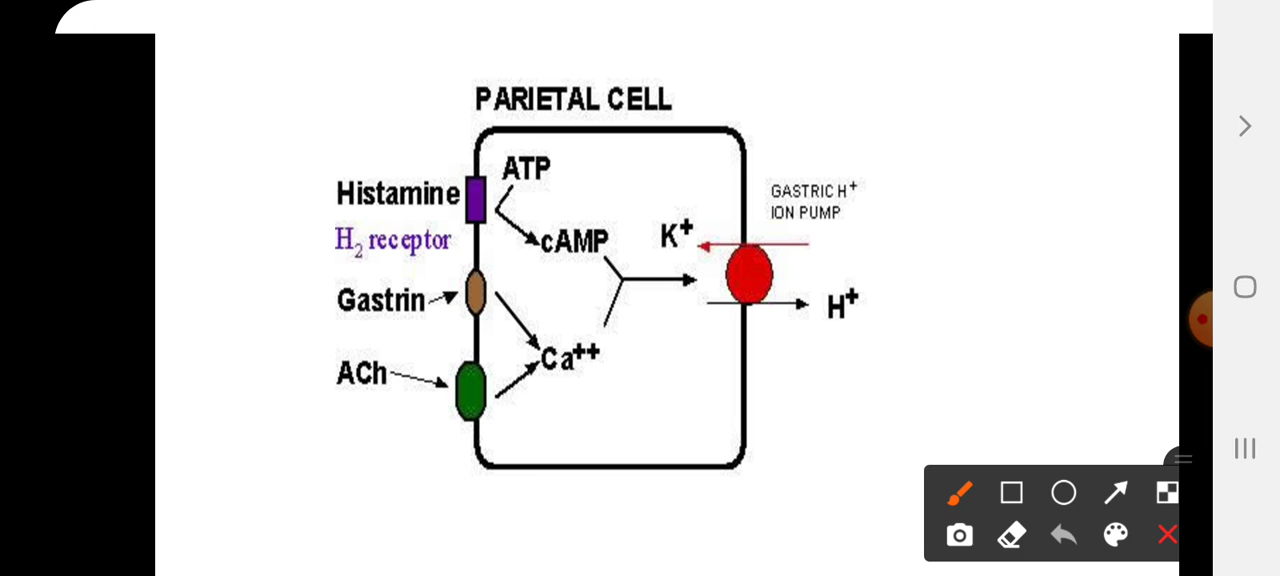 PARIETAL CELL
ATP
Histamine
H₂ receptor
cAMP
K⁺
GASTRIC H⁺
ION PUMP
Gastrin
H⁺
ACh
Ca⁺⁺